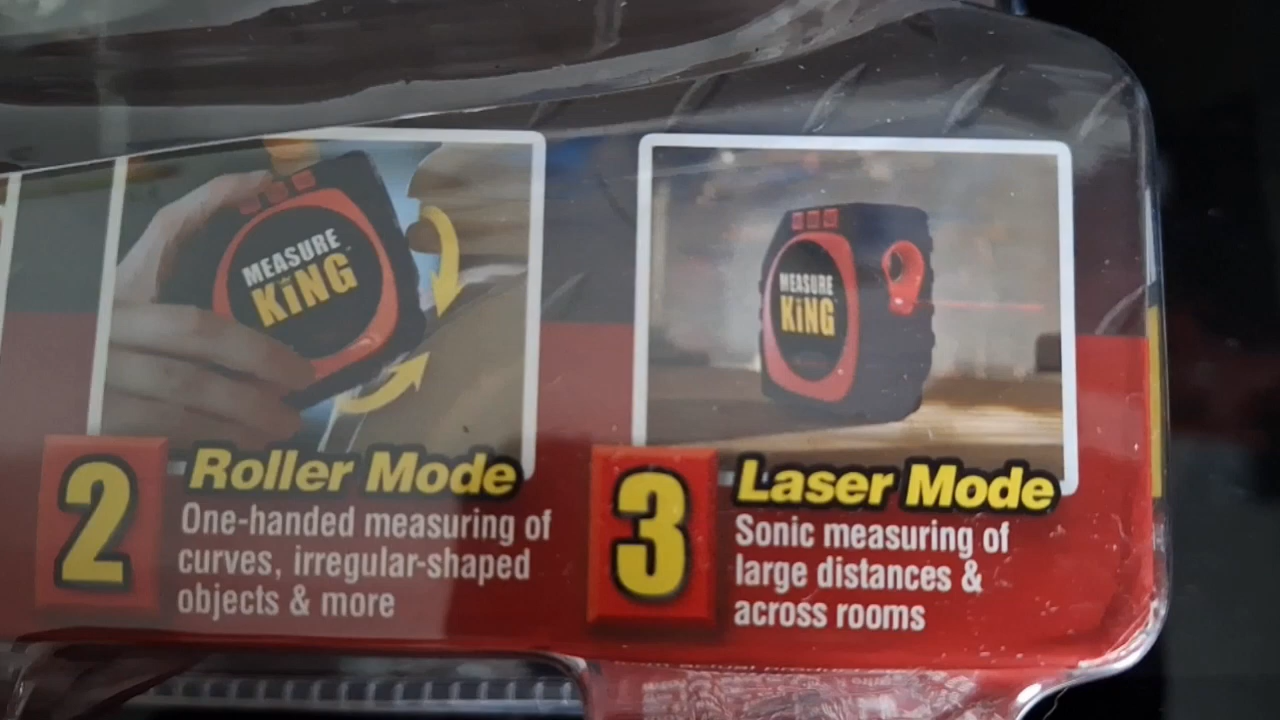 MEASURE
KiNG
MEASURE
KiNG
2
Roller Mode
One-handed measuring of
curves, irregular-shaped
objects & more
3
Laser Mode
Sonic measuring of
large distances &
across rooms